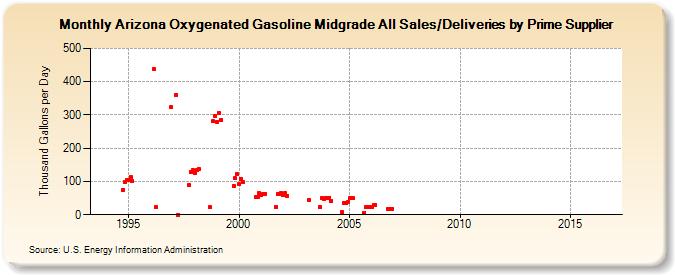 Monthly Arizona Oxygenated Gasoline Midgrade All Sales/Deliveries by Prime Supplier
Thousand Gallons per Day
500
400
300
200
100
0
1995 2000 2005 2010 2015
Source: U.S. Energy Information Administration